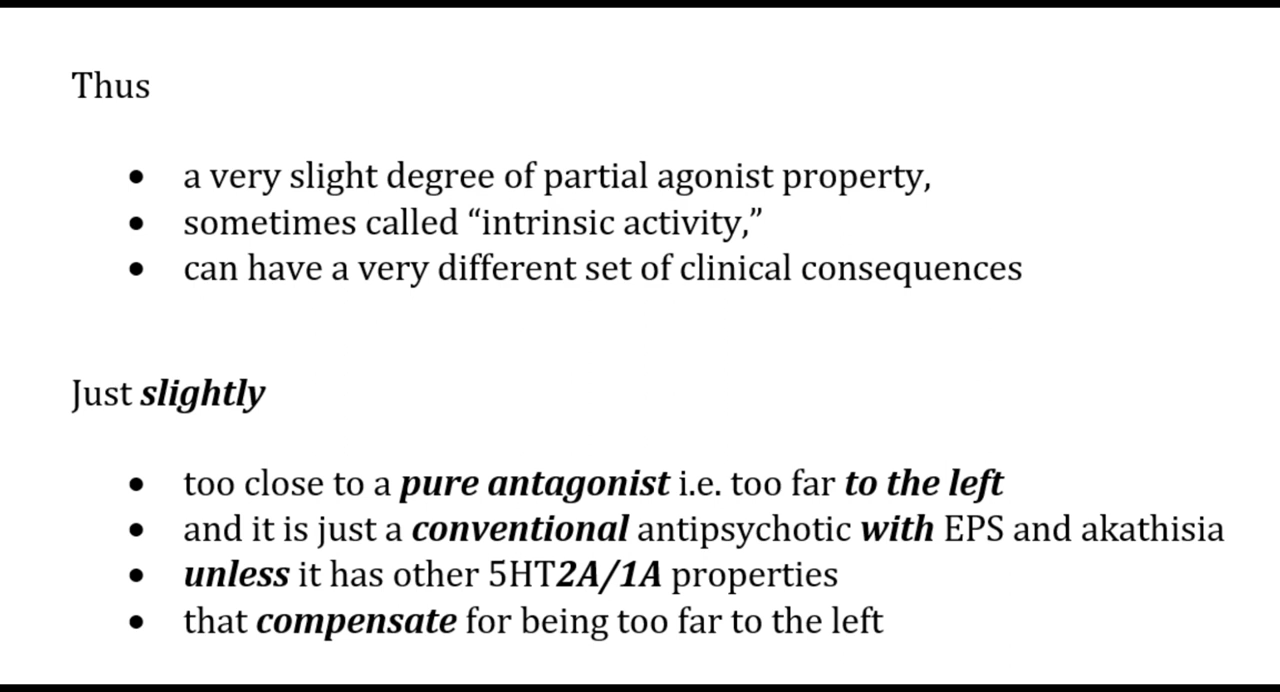 Thus
• a very slight degree of partial agonist property,
• sometimes called “intrinsic activity,”
• can have a very different set of clinical consequences
Just slightly
• too close to a pure antagonist i.e. too far to the left
• and it is just a conventional antipsychotic with EPS and akathisia
• unless it has other 5HT2A/1A properties
• that compensate for being too far to the left